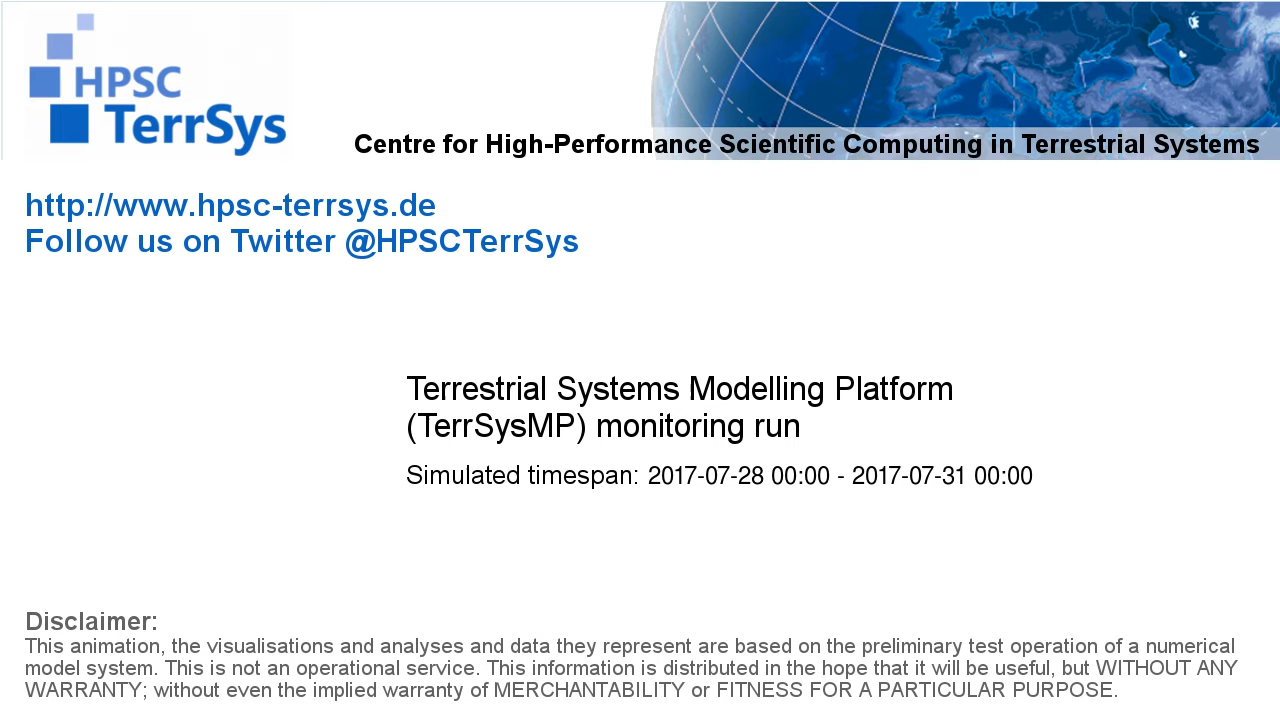 HPSC
TerrSys
Centre for High-Performance Scientific Computing in Terrestrial Systems
http://www.hpsc-terrsys.de
Follow us on Twitter @HPSCTerrSys
Terrestrial Systems Modelling Platform
(TerrSysMP) monitoring run
Simulated timespan: 2017-07-28 00:00 - 2017-07-31 00:00
Disclaimer:
This animation, the visualisations and analyses and data they represent are based on the preliminary test operation of a numerical
model system. This is not an operational service. This information is distributed in the hope that it will be useful, but WITHOUT ANY
WARRANTY; without even the implied warranty of MERCHANTABILITY or FITNESS FOR A PARTICULAR PURPOSE.